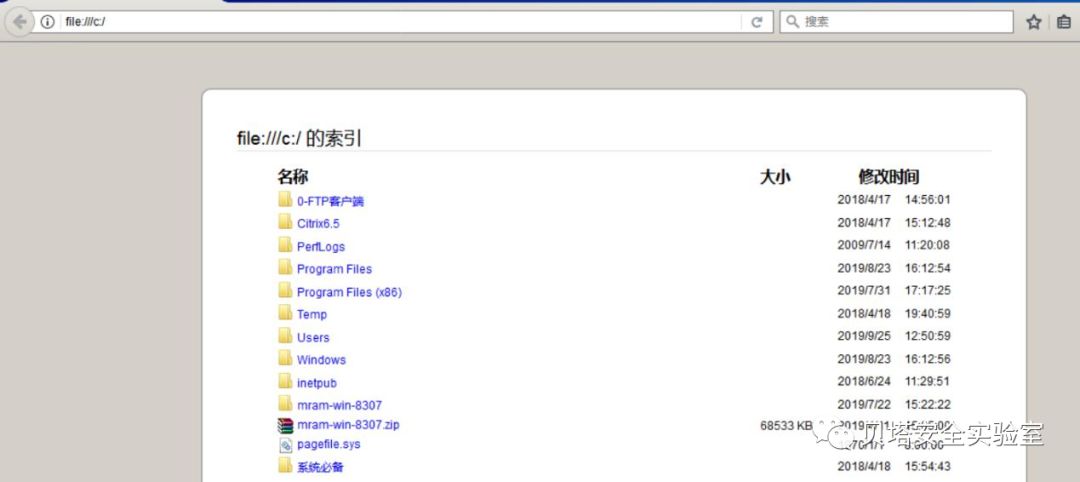 file:///c:/
搜索
file:///c:/ 的索引
名称 大小 修改时间
0-FTP客户端 2018/4/17 14:56:01
Citrix6.5 2018/4/17 15:12:48
PerfLogs 2009/7/14 11:20:08
Program Files 2019/8/23 16:12:54
Program Files (x86) 2019/7/31 17:17:25
Temp 2018/4/18 19:40:59
Users 2019/9/25 12:50:59
Windows 2019/8/23 16:12:56
inetpub 2018/6/24 11:29:51
mram-win-8307 2019/7/22 15:22:22
mram-win-8307.zip 68533 KB
pagefile.sys
系统必备 2018/4/18 15:54:43
贝塔安全实验室